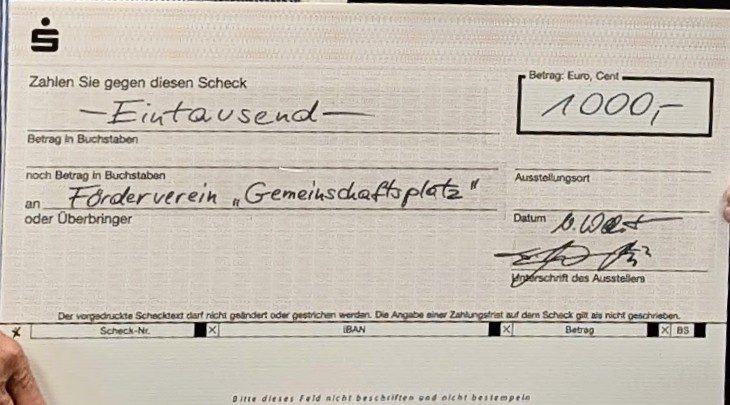 Zahlen Sie gegen diesen Scheck
Betrag: Euro, Cent
—Eintausend—
1000,-
Betrag in Buchstaben
noch Betrag in Buchstaben
Ausstellungsort
an Förderverein „Gemeinschaftsplatz"
oder Überbringer
Datum
Unterschrift des Ausstellers
Der vorgedruckte Schecktext darf nicht geändert oder gestrichen werden. Die Angabe einer Zahlungsfrist auf dem Scheck gilt als nicht geschrieben.
Scheck-Nr. X IBAN X Betrag X BS
Bitte dieses Feld nicht beschriften und nicht bestempeln